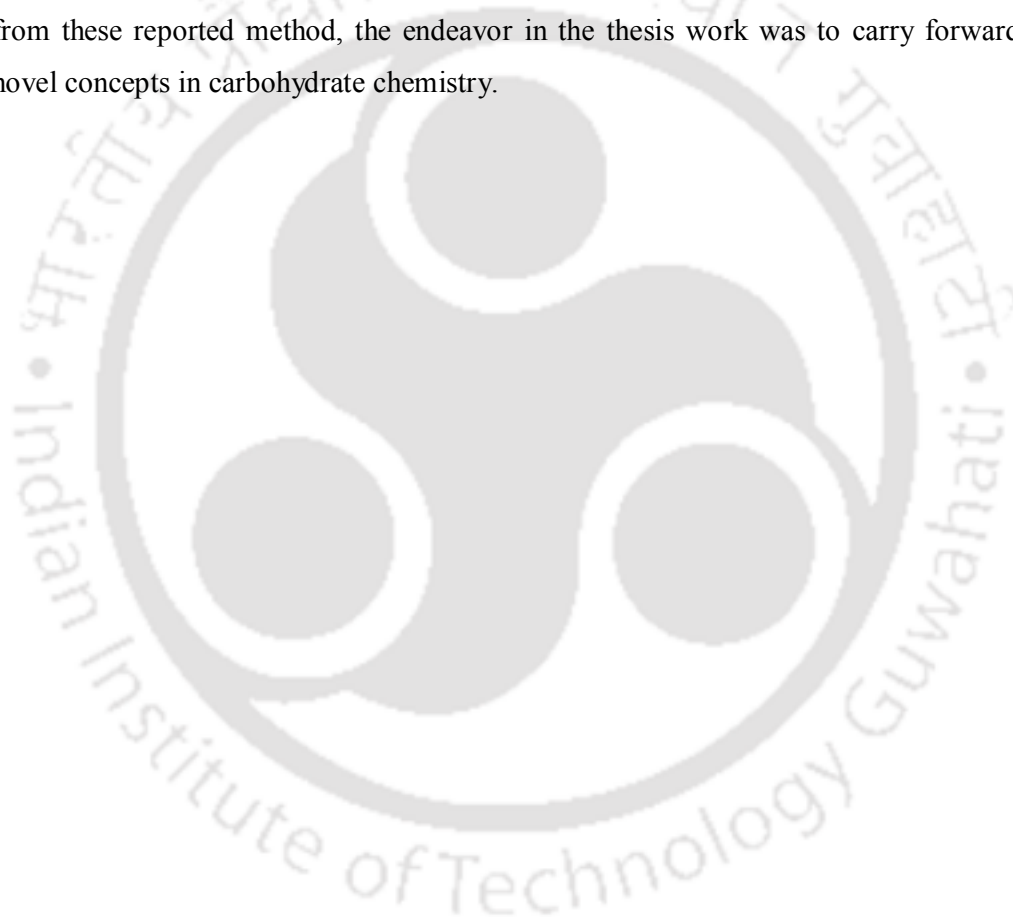 from these reported method, the endeavor in the thesis work was to carry forward
novel concepts in carbohydrate chemistry.
Indian Institute of Technology Guwahati